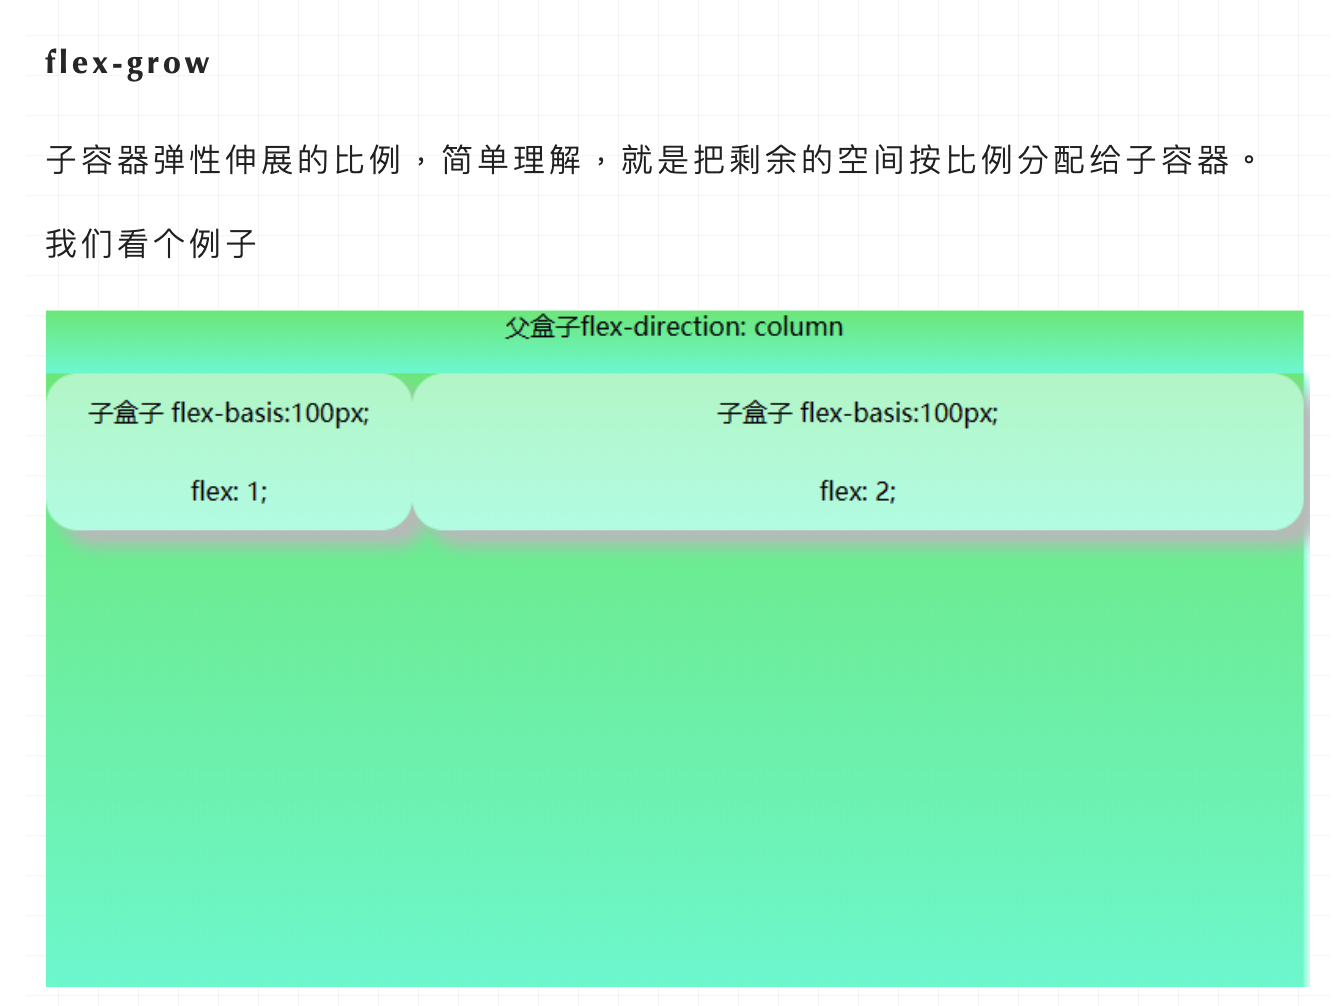 flex-grow
子容器弹性伸展的比例，简单理解，就是把剩余的空间按比例分配给子容器。
我们看个例子
父盒子flex-direction: column
子盒子 flex-basis:100px;
flex: 1;
子盒子 flex-basis:100px;
flex: 2;